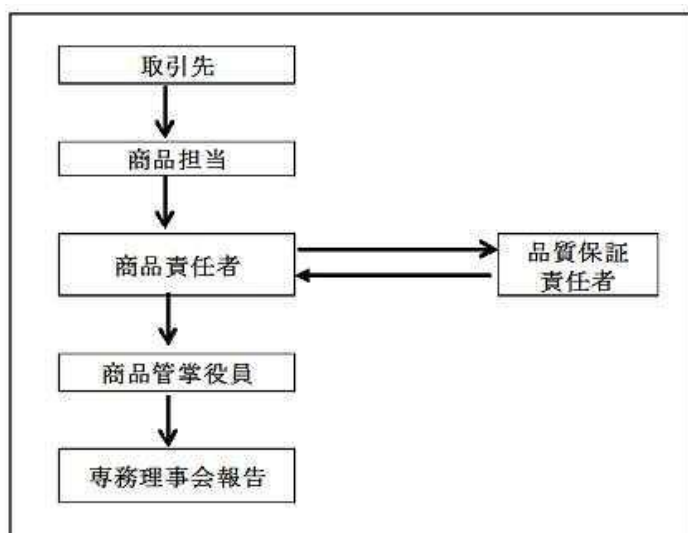 取引先
商品担当
商品責任者
品質保証
責任者
商品管掌役員
専務理事会報告